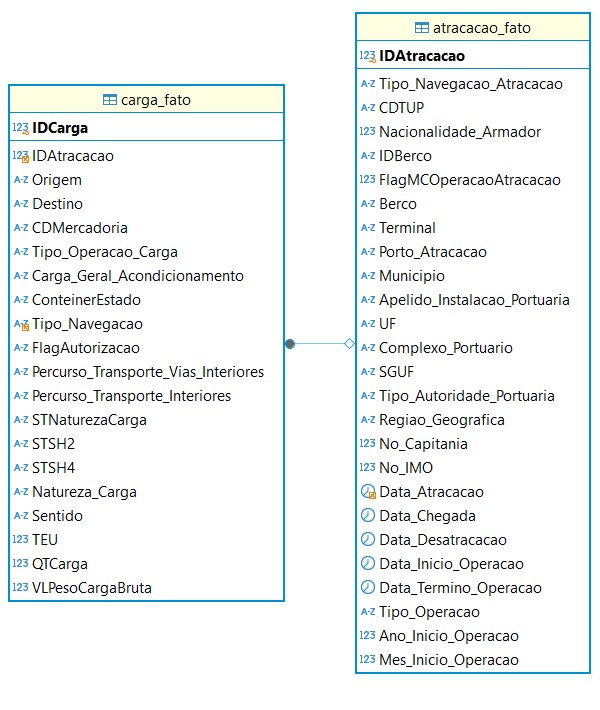 carga_fato
123 IDCarga
123 IDAtracacao
A-Z Origem
A-Z Destino
A-Z CDMercadoria
A-Z Tipo_Operacao_Carga
A-Z Carga_Geral_Acondicionamento
A-Z ConteinerEstado
A-Z Tipo_Navegacao
A-Z FlagAutorizacao
A-Z Percurso_Transporte_Vias_Interiores
A-Z Percurso_Transporte_Interiores
A-Z STNaturezaCarga
A-Z STSH2
A-Z STSH4
A-Z Natureza_Carga
A-Z Sentido
123 TEU
123 QTCarga
123 VLPesoCargaBruta
atracacao_fato
123 IDAtracacao
A-Z Tipo_Navegacao_Atracacao
A-Z CDTUP
123 Nacionalidade_Armador
A-Z IDBerco
123 FlagMCOperacaoAtracacao
A-Z Berco
A-Z Terminal
A-Z Porto_Atracacao
A-Z Municipio
A-Z Apelido_Instalacao_Portuaria
A-Z UF
A-Z Complexo_Portuario
A-Z SGUF
A-Z Tipo_Autoridade_Portuaria
A-Z Regiao_Geografica
123 No_Capitania
123 No_IMO
Data_Atracacao
Data_Chegada
Data_Desatracacao
Data_Inicio_Operacao
Data_Termino_Operacao
A-Z Tipo_Operacao
123 Ano_Inicio_Operacao
123 Mes_Inicio_Operacao